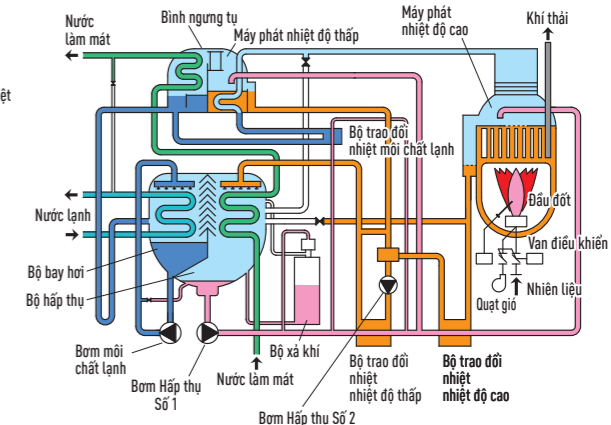 Nước
làm mát
Bình ngưng tụ
Máy phát nhiệt độ thấp
Máy phát
nhiệt độ cao
Khí thải
ệt
Bộ trao đổi
nhiệt môi chất lạnh
Nước lạnh
Đầu đốt
Van điều khiển
Bộ bay hơi
Bộ hấp thụ
Nhiên liệu
Quạt gió
Bơm môi
chất lạnh
Bộ xả khí
Bơm Hấp thụ
Số 1
Nước làm mát
Bộ trao đổi
nhiệt
nhiệt độ thấp
Bộ trao đổi
nhiệt
nhiệt độ cao
Bơm Hấp thu Số 2